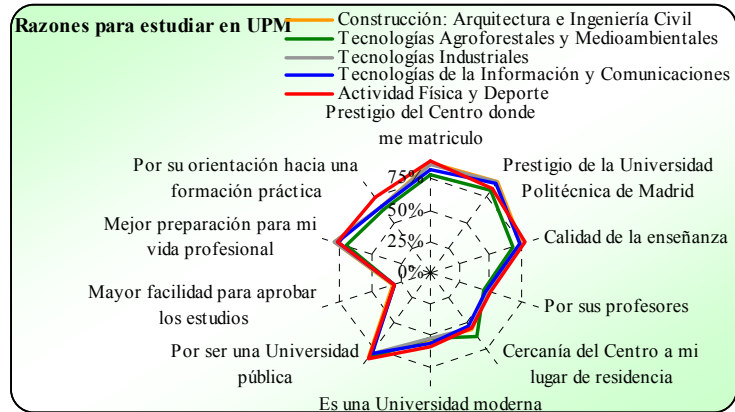 Razones para estudiar en UPM
Construcción: Arquitectura e Ingeniería Civil
Tecnologías Agroforestales y Medioambientales
Tecnologías Industriales
Tecnologías de la Información y Comunicaciones
Actividad Física y Deporte
Prestigio del Centro donde
me matriculo
Prestigio de la Universidad
Politécnica de Madrid
Calidad de la enseñanza
Por sus profesores
Cercanía del Centro a mi
lugar de residencia
Es una Universidad moderna
Por ser una Universidad
pública
Mayor facilidad para aprobar
los estudios
Mejor preparación para mi
vida profesional
Por su orientación hacia una
formación práctica
75%
50%
25%
0%